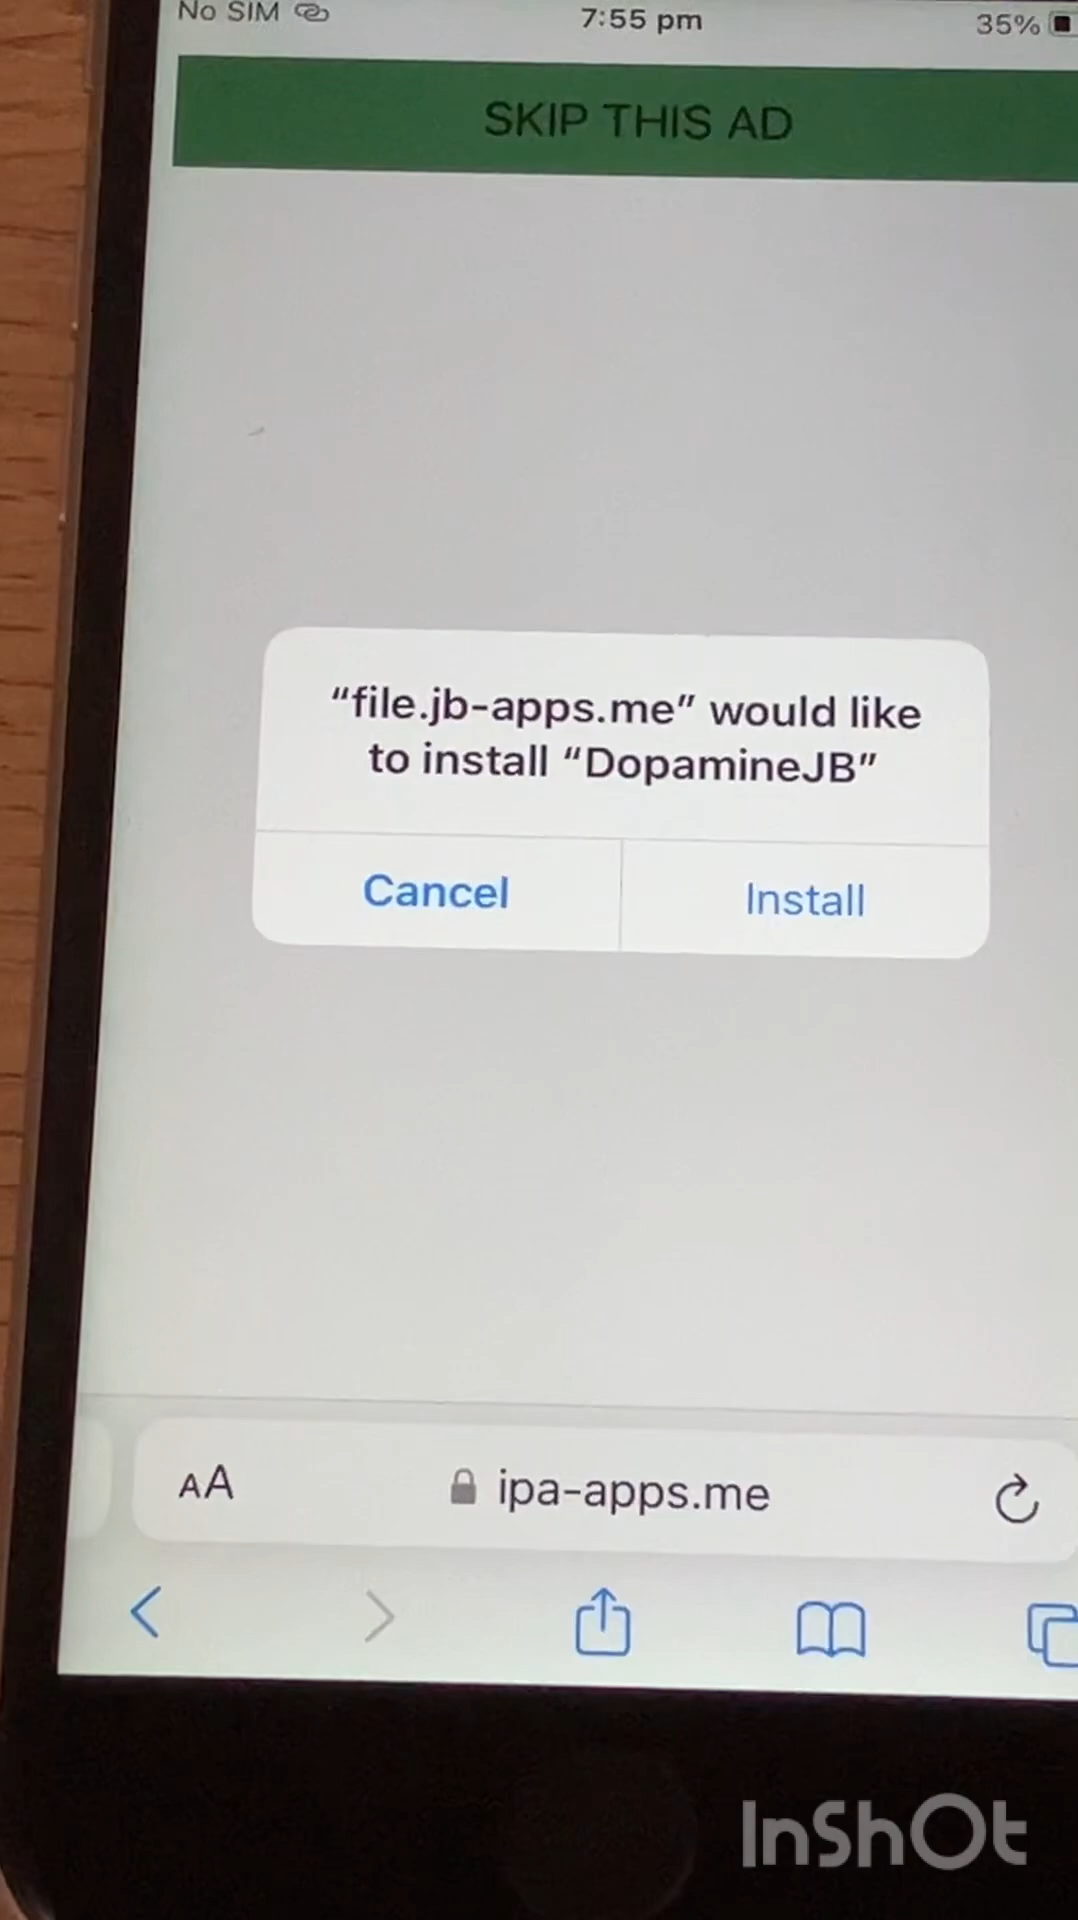 No SIM
7:55 pm
35%
SKIP THIS AD
“file.jb-apps.me” would like
to install “DopamineJB”
Cancel
Install
AA
ipa-apps.me
InShOt